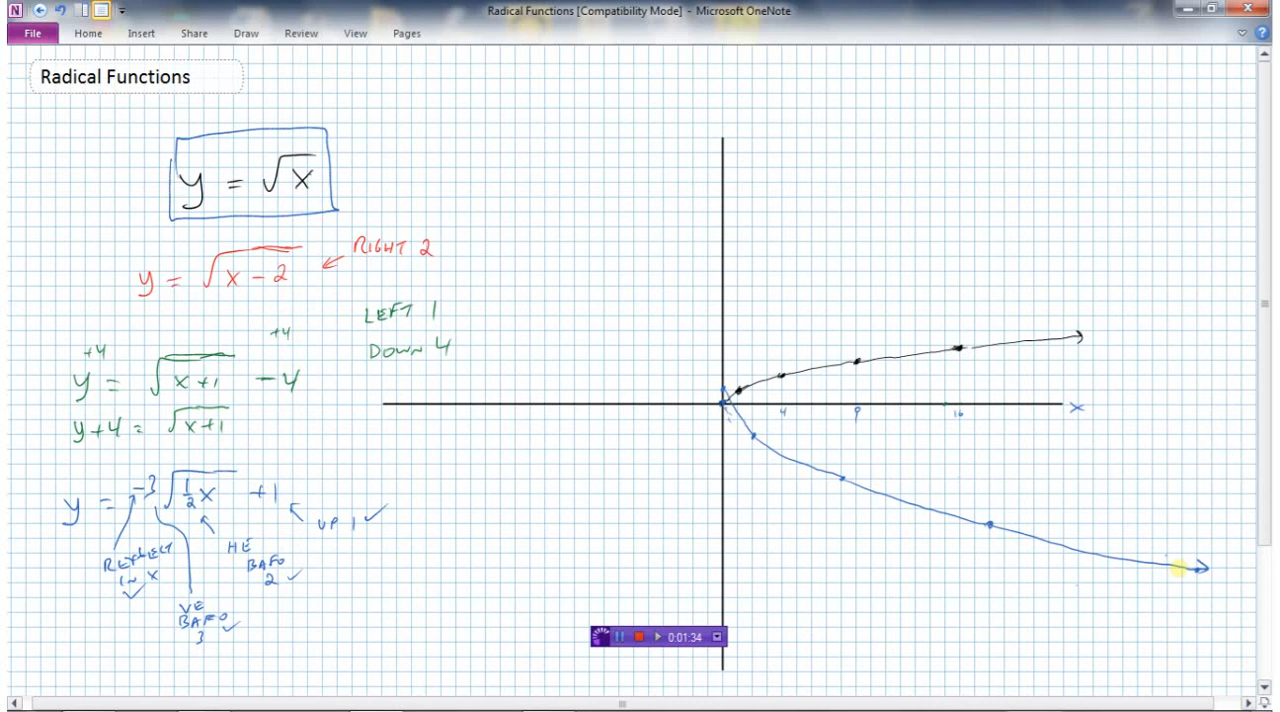 Radical Functions [Compatibility Mode] - Microsoft OneNote
File Home Insert Share Draw Review View Pages
Radical Functions
y = √x
y = √x - 2
RIGHT 2
LEFT 1
DOWN 4
+4 +4
y = √x+1 - 4
y+4 = √x+1
y = -3 √1/2 x + 1
UP 1 ✓
REFLECT
IN X
✓
HE
BAFO
2 ✓
VE
BAFO ✓
3
4 9 16 X
0:01:34